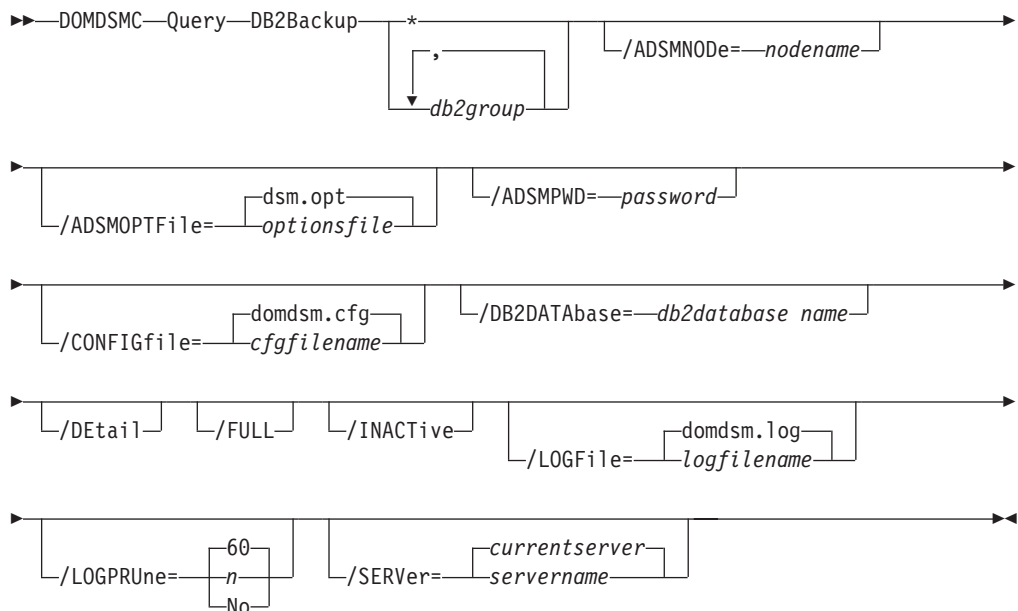 DOMDSMC Query DB2Backup * /ADSMNODe= nodename
,
db2group
/ADSMOPTFile= dsm.opt /ADSMPWD= password
optionsfile
/CONFIGfile= domdsm.cfg /DB2DATAbase= db2database name
cfgfilename
/DEtail /FULL /INACTive /LOGFile= domdsm.log
logfilename
/LOGPRUne= 60 /SERVer= currentserver
n servername
No